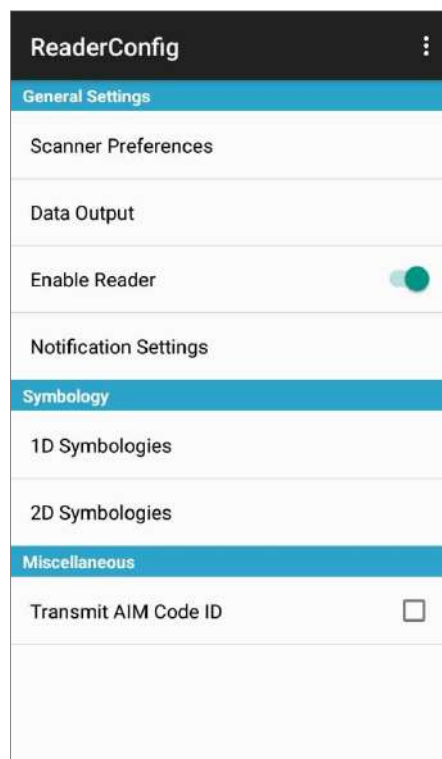 ReaderConfig
General Settings
Scanner Preferences
Data Output
Enable Reader
Notification Settings
Symbology
1D Symbologies
2D Symbologies
Miscellaneous
Transmit AIM Code ID